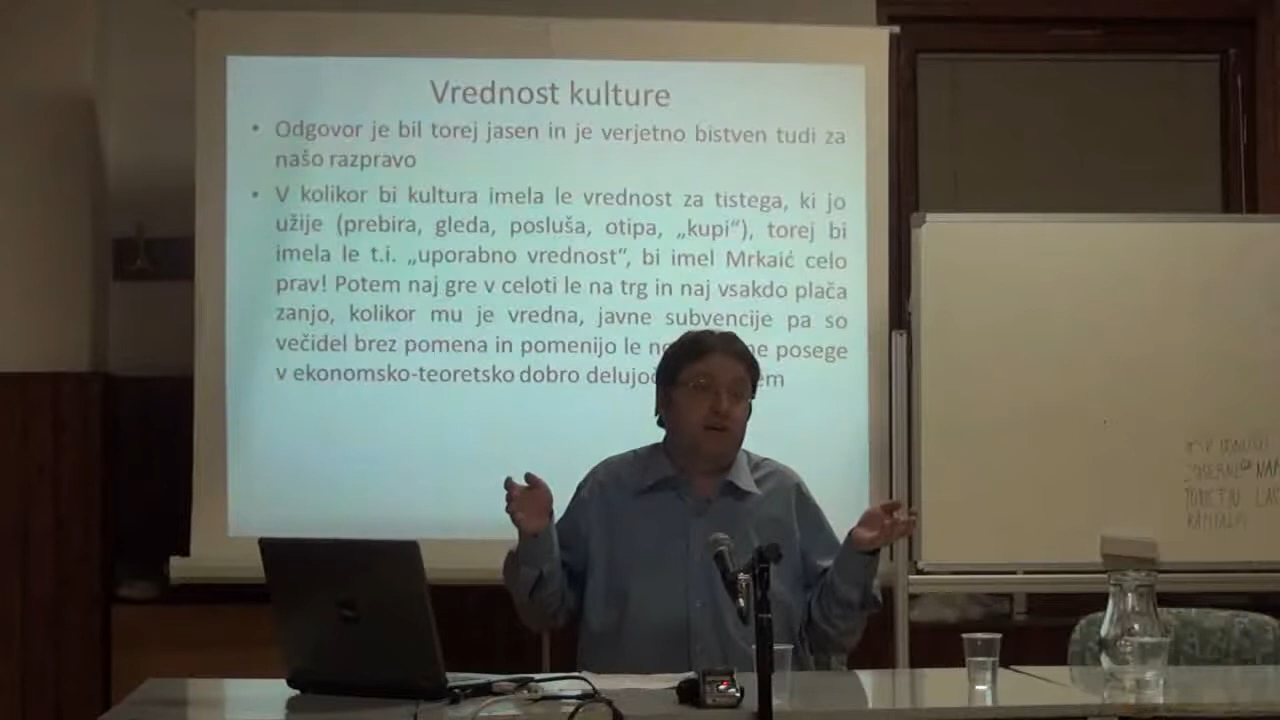 Vrednost kulture
• Odgovor je bil torej jasen in je verjetno bistven tudi za
našo razpravo
• V kolikor bi kultura imela le vrednost za tistega, ki jo
užije (prebira, gleda, posluša, otipa, „kupi“), torej bi
imela le t.i. „uporabno vrednost“, bi imel Mrkaić celo
prav! Potem naj gre v celoti le na trg in naj vsakdo plača
zanjo, kolikor mu je vredna, javne subvencije pa so
večidel brez pomena in pomenijo le posege
v ekonomsko-teoretsko dobro